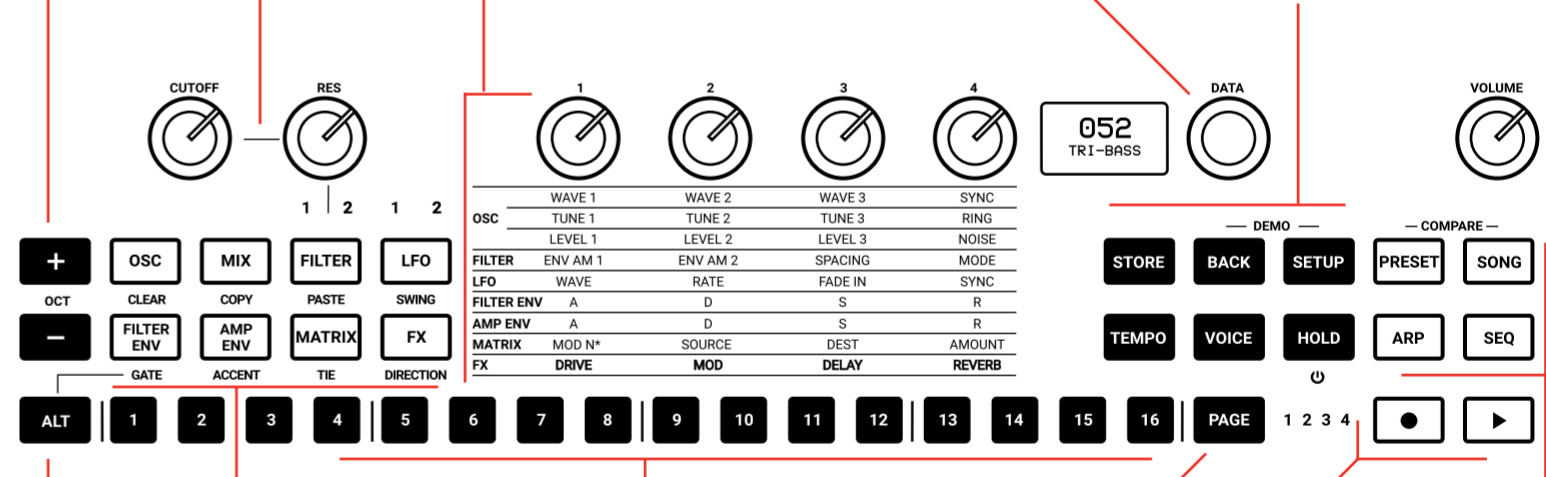 CUTOFF RES 1 2 3 4 DATA VOLUME
052
TRI-BASS
WAVE 1 WAVE 2 WAVE 3 SYNC
1 2 1 2
OSC TUNE 1 TUNE 2 TUNE 3 RING
— DEMO — — COMPARE —
LEVEL 1 LEVEL 2 LEVEL 3 NOISE
+ OSC MIX FILTER LFO
FILTER ENV AM 1 ENV AM 2 SPACING MODE
STORE BACK SETUP PRESET SONG
LFO WAVE RATE FADE IN SYNC
OCT CLEAR COPY PASTE SWING
FILTER ENV A D S R
AMP ENV A D S R
− FILTER ENV AMP ENV MATRIX FX
MATRIX MOD N* SOURCE DEST AMOUNT
TEMPO VOICE HOLD ARP SEQ
FX DRIVE MOD DELAY REVERB
GATE ACCENT TIE DIRECTION
ALT 1 2 3 4 5 6 7 8 9 10 11 12 13 14 15 16 PAGE 1 2 3 4